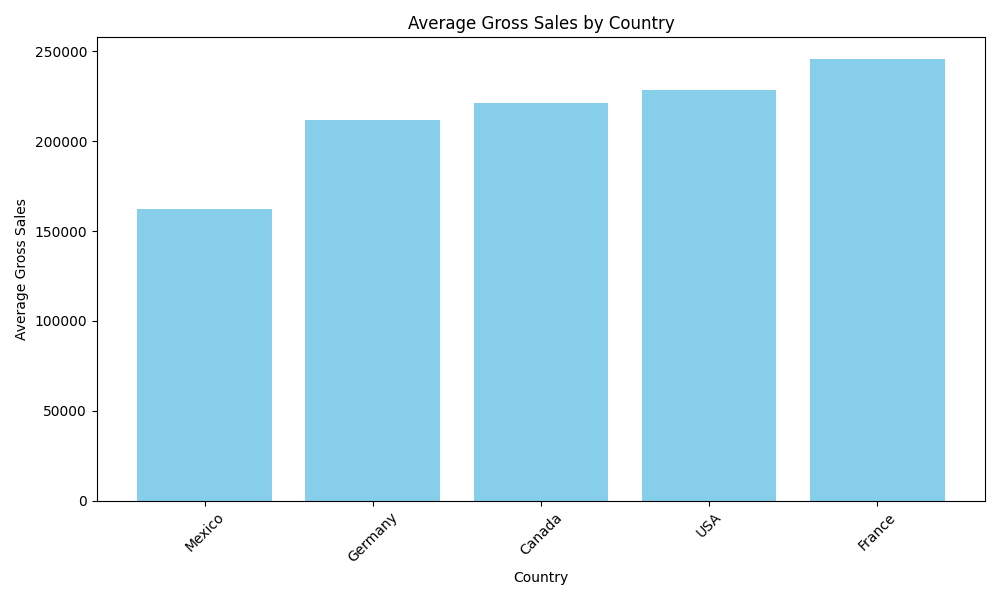 Average Gross Sales by Country
Average Gross Sales
250000
200000
150000
100000
50000
0
Mexico
Germany
Canada
USA
France
Country